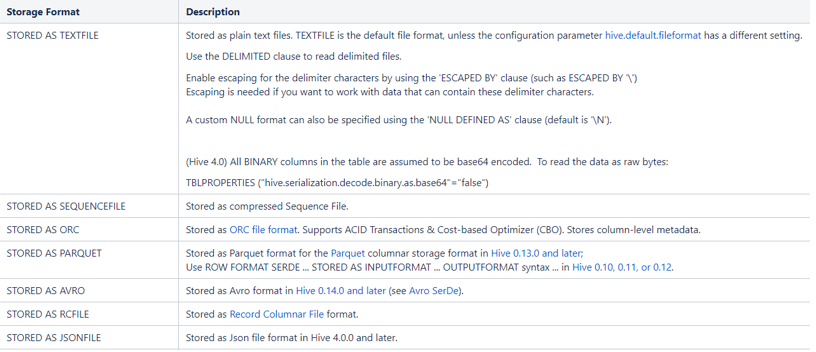 Storage Format Description
STORED AS TEXTFILE Stored as plain text files. TEXTFILE is the default file format, unless the configuration parameter hive.default.fileformat has a different setting.
Use the DELIMITED clause to read delimited files.
Enable escaping for the delimiter characters by using the 'ESCAPED BY' clause (such as ESCAPED BY '\')
Escaping is needed if you want to work with data that can contain these delimiter characters.
A custom NULL format can also be specified using the 'NULL DEFINED AS' clause (default is '\N').
(Hive 4.0) All BINARY columns in the table are assumed to be base64 encoded. To read the data as raw bytes:
TBLPROPERTIES ("hive.serialization.decode.binary.as.base64"="false")
STORED AS SEQUENCEFILE Stored as compressed Sequence File.
STORED AS ORC Stored as ORC file format. Supports ACID Transactions & Cost-based Optimizer (CBO). Stores column-level metadata.
STORED AS PARQUET Stored as Parquet format for the Parquet columnar storage format in Hive 0.13.0 and later;
Use ROW FORMAT SERDE ... STORED AS INPUTFORMAT ... OUTPUTFORMAT syntax ... in Hive 0.10, 0.11, or 0.12.
STORED AS AVRO Stored as Avro format in Hive 0.14.0 and later (see Avro SerDe).
STORED AS RCFILE Stored as Record Columnar File format.
STORED AS JSONFILE Stored as Json file format in Hive 4.0.0 and later.